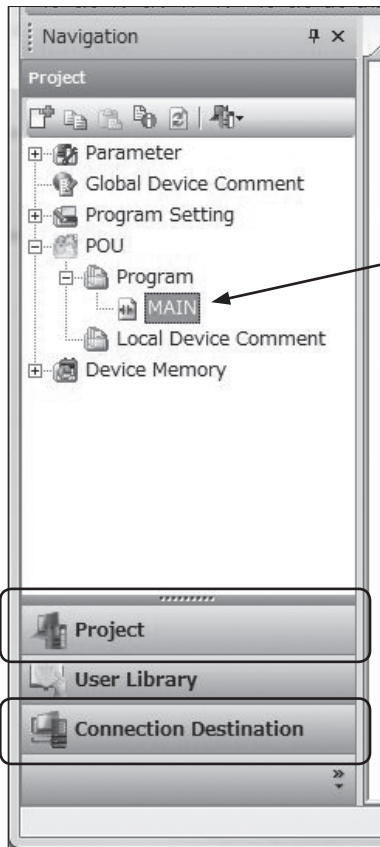 Navigation
Project
Parameter
Global Device Comment
Program Setting
POU
Program
MAIN
Local Device Comment
Device Memory
Project
User Library
Connection Destination